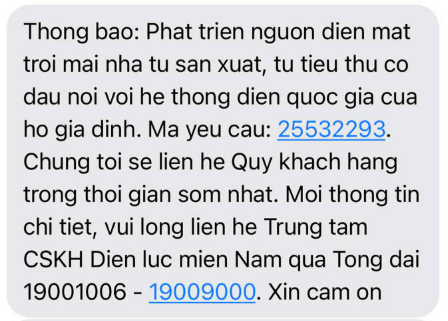 Thong bao: Phat trien nguon dien mat
troi mai nha tu san xuat, tu tieu thu co
dau noi voi he thong dien quoc gia cua
ho gia dinh. Ma yeu cau: 25532293.
Chung toi se lien he Quy khach hang
trong thoi gian som nhat. Moi thong tin
chi tiet, vui long lien he Trung tam
CSKH Dien luc mien Nam qua Tong dai
19001006 - 19009000. Xin cam on